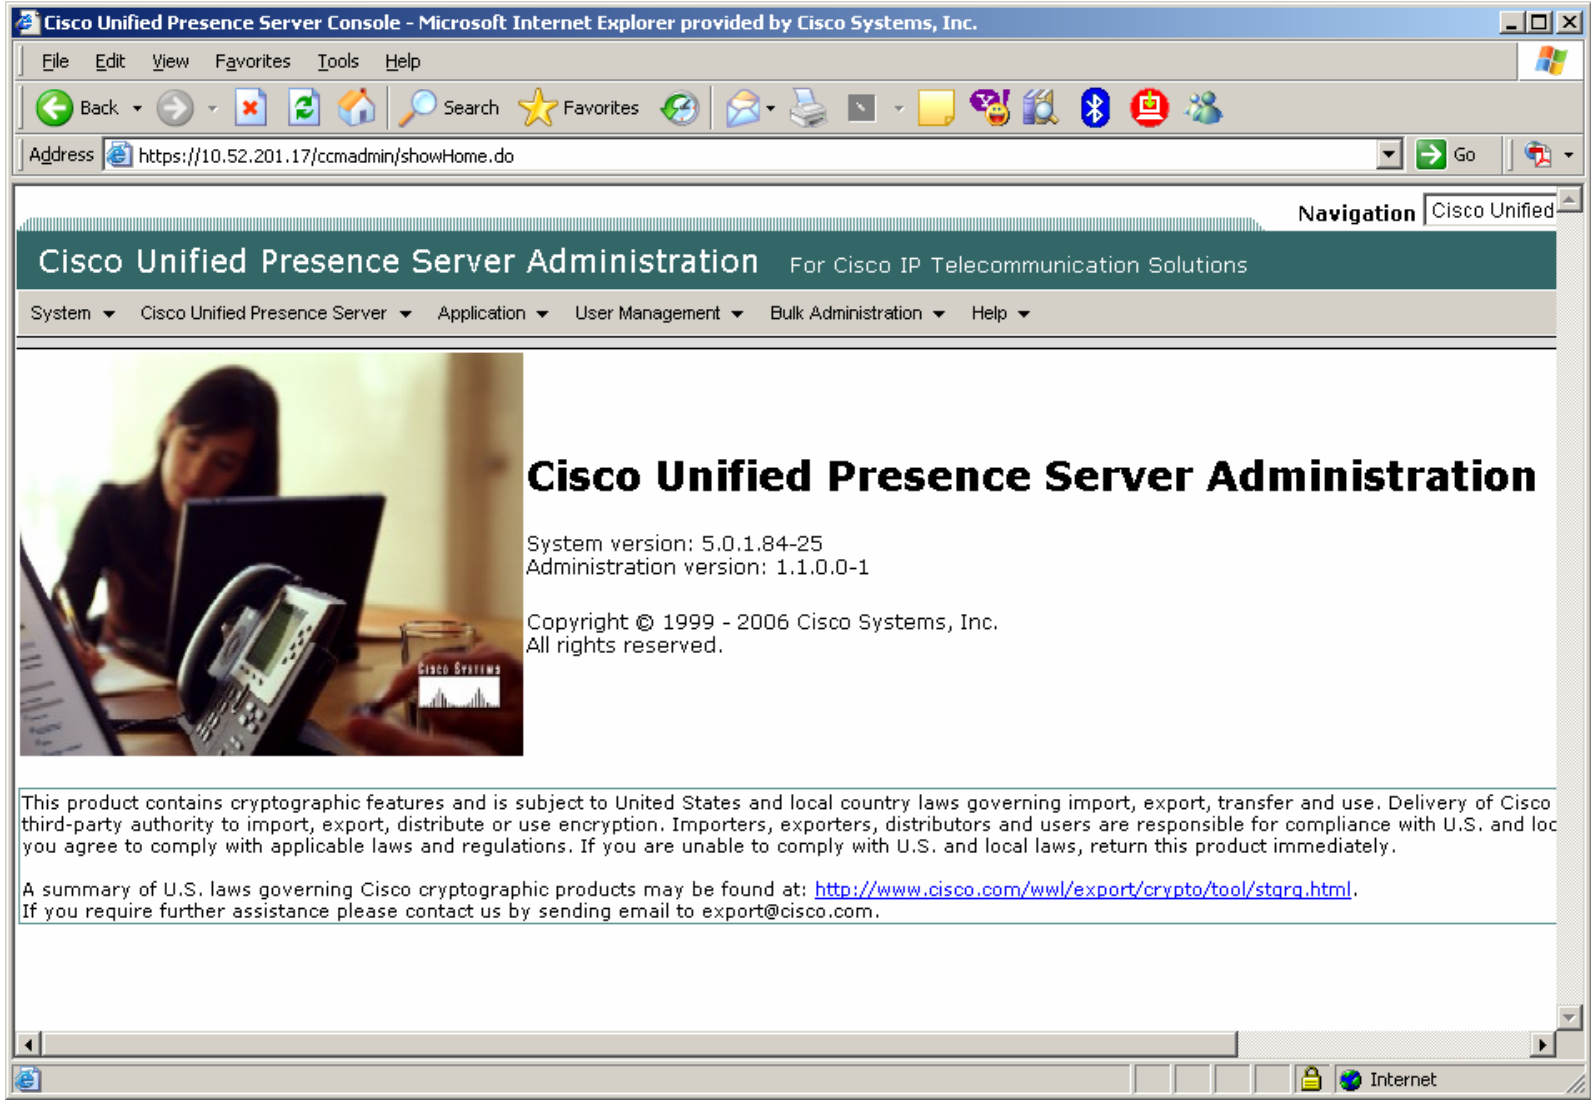 Cisco Unified Presence Server Console - Microsoft Internet Explorer provided by Cisco Systems, Inc.
File Edit View Favorites Tools Help
Back Search Favorites
Address https://10.52.201.17/ccmadmin/showHome.do Go
Navigation Cisco Unified
Cisco Unified Presence Server Administration For Cisco IP Telecommunication Solutions
System Cisco Unified Presence Server Application User Management Bulk Administration Help
Cisco Unified Presence Server Administration
System version: 5.0.1.84-25
Administration version: 1.1.0.0-1
Copyright © 1999 - 2006 Cisco Systems, Inc.
All rights reserved.
CISCO SYSTEMS
This product contains cryptographic features and is subject to United States and local country laws governing import, export, transfer and use. Delivery of Cisco
third-party authority to import, export, distribute or use encryption. Importers, exporters, distributors and users are responsible for compliance with U.S. and loc
you agree to comply with applicable laws and regulations. If you are unable to comply with U.S. and local laws, return this product immediately.
A summary of U.S. laws governing Cisco cryptographic products may be found at: http://www.cisco.com/wwl/export/crypto/tool/stqrg.html.
If you require further assistance please contact us by sending email to export@cisco.com.
Internet